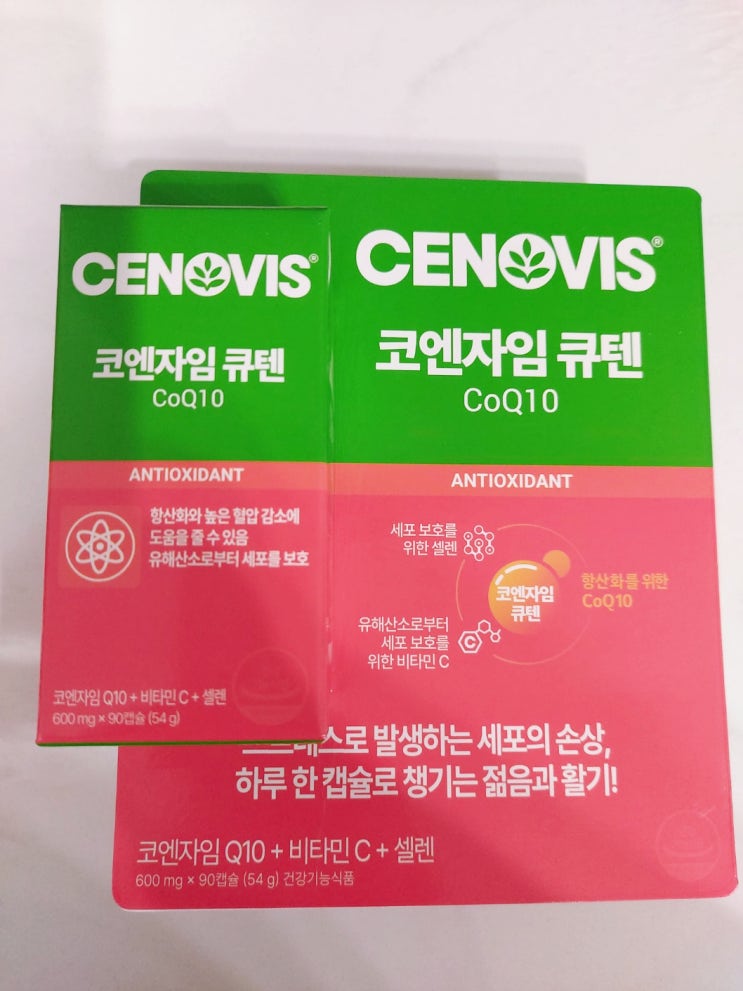 CENOVIS®
코엔자임 큐텐
CoQ10
ANTIOXIDANT
항산화와 높은 혈압 감소에
도움을 줄 수 있음
유해산소로부터 세포를 보호
코엔자임 Q10 + 비타민 C + 셀렌
600 mg × 90캡슐 (54 g)
CENOVIS®
코엔자임 큐텐
CoQ10
ANTIOXIDANT
세포 보호를
위한 셀렌
코엔자임
큐텐
항산화를 위한
CoQ10
유해산소로부터
세포 보호를
위한 비타민 C
C
발생하는 세포의 손상,
하루 한 캡슐로 챙기는 젊음과 활기!
코엔자임 Q10 + 비타민 C + 셀렌
600 mg × 90캡슐 (54 g) 건강기능식품